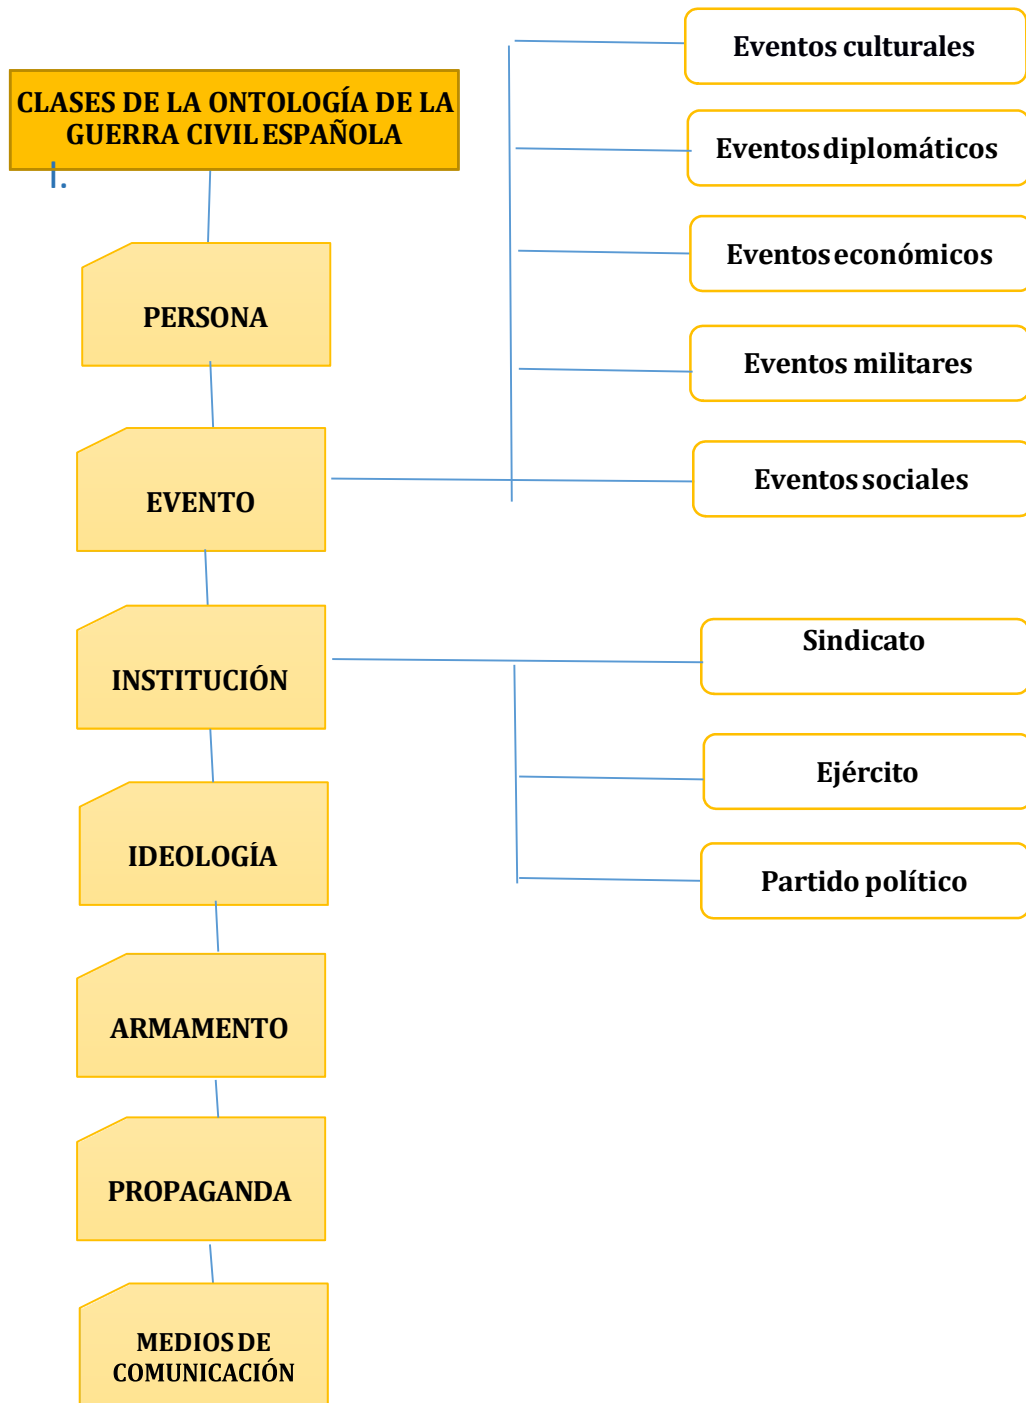 CLASES DE LA ONTOLOGÍA DE LA
GUERRA CIVIL ESPAÑOLA
I.
PERSONA
EVENTO
Eventos culturales
Eventos diplomáticos
Eventos económicos
Eventos militares
Eventos sociales
INSTITUCIÓN
Sindicato
Ejército
Partido político
IDEOLOGÍA
ARMAMENTO
PROPAGANDA
MEDIOS DE
COMUNICACIÓN